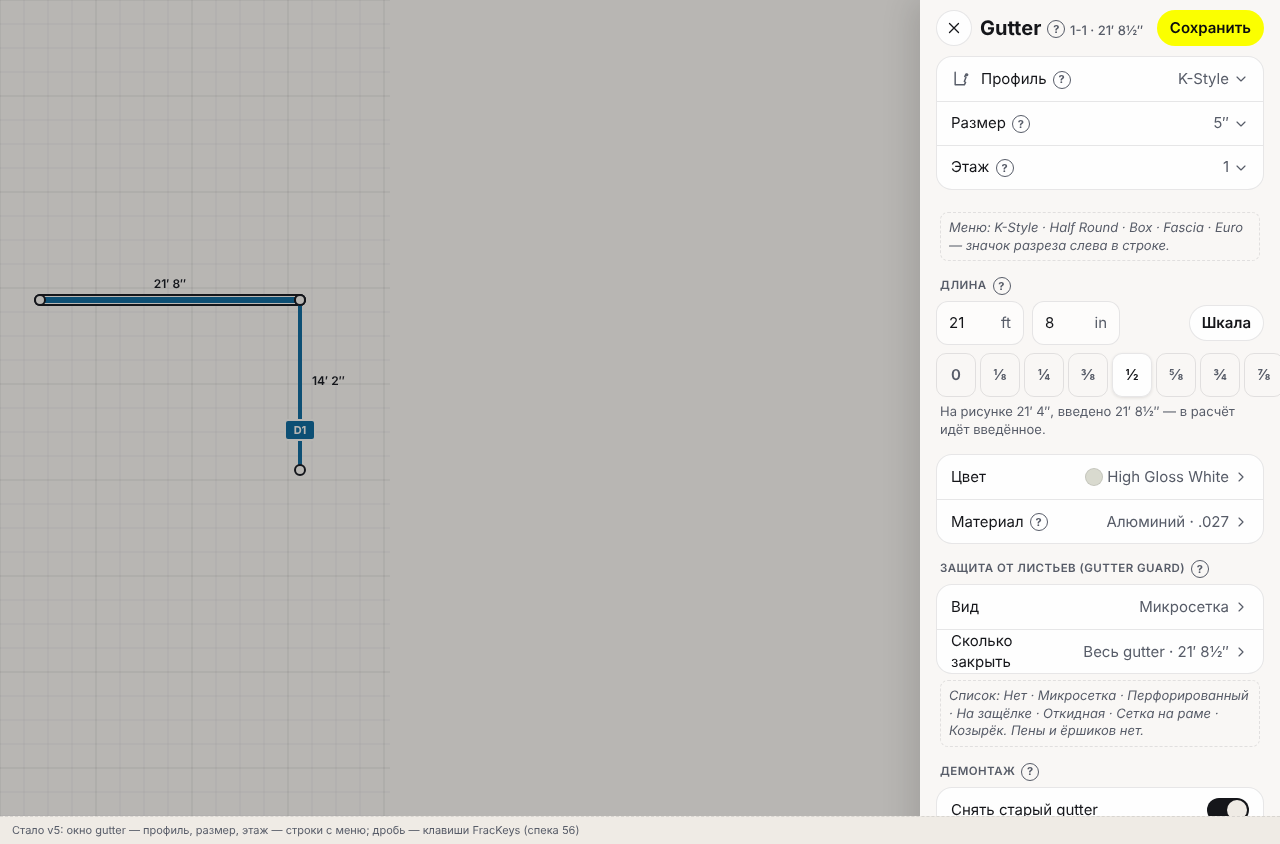 Gutter ? 1-1 · 21′ 8½″ Сохранить
Профиль ? K-Style
Размер ? 5″
Этаж ? 1
Меню: K-Style · Half Round · Box · Fascia · Euro
— значок разреза слева в строке.
ДЛИНА ?
21 ft 8 in Шкала
0 ⅛ ¼ ⅜ ½ ⅝ ¾ ⅞
На рисунке 21′ 4″, введено 21′ 8½″ — в расчёт
идёт введённое.
Цвет High Gloss White
Материал ? Алюминий · .027
ЗАЩИТА ОТ ЛИСТЬЕВ (GUTTER GUARD) ?
Вид Микросетка
Сколько
закрыть Весь gutter · 21′ 8½″
Список: Нет · Микросетка · Перфорированный
· На защёлке · Откидная · Сетка на раме ·
Козырёк. Пены и ёршиков нет.
ДЕМОНТАЖ ?
Снять старый gutter
21′ 8″
14′ 2″
D1
Стало v5: окно gutter — профиль, размер, этаж — строки с меню; дробь — клавиши FracKeys (спека 56)